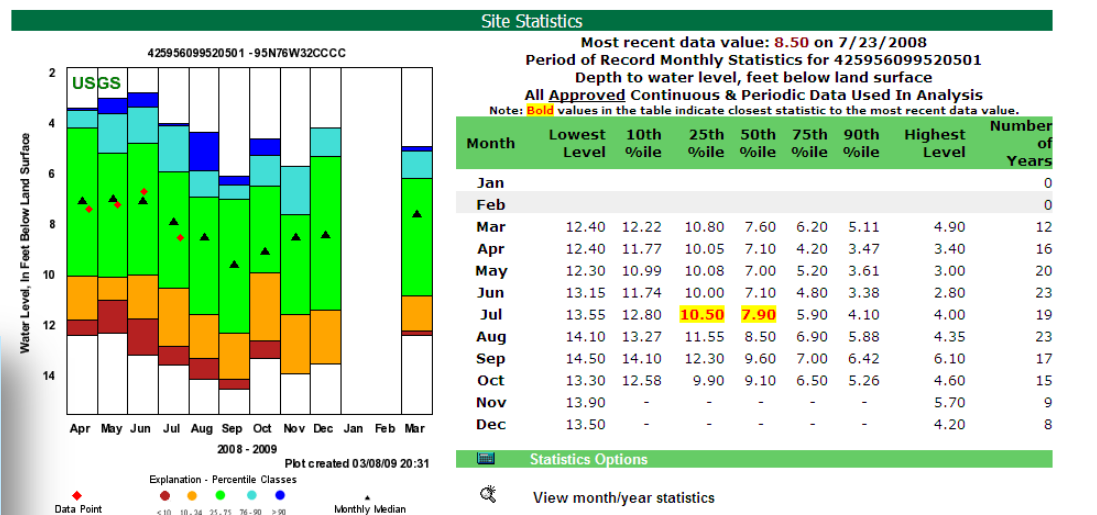 Site Statistics
425956099520501 - 95N76W32CCCC
USGS
Water Level, In Feet Below Land Surface
2
4
6
8
10
12
14
Apr May Jun Jul Aug Sep Oct Nov Dec Jan Feb Mar
2008 - 2009
Plot created 03/08/09 20:31
Explanation - Percentile Classes
Data Point
<10 10-24 25-75 76-90 >90
Monthly Median
Most recent data value: 8.50 on 7/23/2008
Period of Record Monthly Statistics for 425956099520501
Depth to water level, feet below land surface
All Approved Continuous & Periodic Data Used In Analysis
Note: Bold values in the table indicate closest statistic to the most recent data value.
Month Lowest Level 10th %ile 25th %ile 50th %ile 75th %ile 90th %ile Highest Level Number of Years
Jan 0
Feb 0
Mar 12.40 12.22 10.80 7.60 6.20 5.11 4.90 12
Apr 12.40 11.77 10.05 7.10 4.20 3.47 3.40 16
May 12.30 10.99 10.08 7.00 5.20 3.61 3.00 20
Jun 13.15 11.74 10.00 7.10 4.80 3.38 2.80 23
Jul 13.55 12.80 10.50 7.90 5.90 4.10 4.00 19
Aug 14.10 13.27 11.55 8.50 6.90 5.88 4.35 23
Sep 14.50 14.10 12.30 9.60 7.00 6.42 6.10 17
Oct 13.30 12.58 9.90 9.10 6.50 5.26 4.60 15
Nov 13.90 - - - - - 5.70 9
Dec 13.50 - - - - - 4.20 8
Statistics Options
View month/year statistics